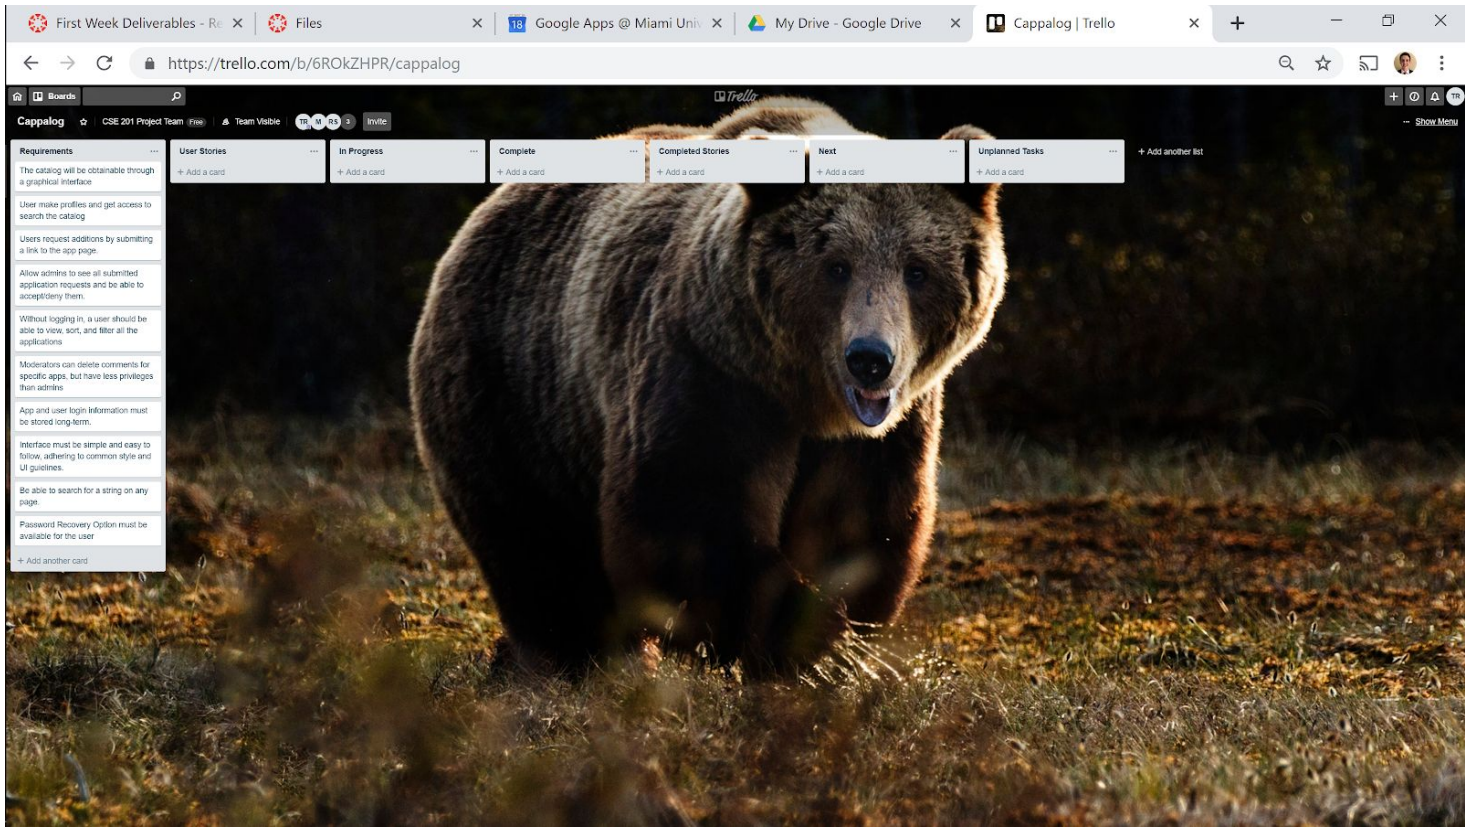 First Week Deliverables - Re
Files
Google Apps @ Miami Univ
My Drive - Google Drive
Cappalog | Trello
https://trello.com/b/6ROkZHPR/cappalog
Boards
Trello
TR
Cappalog
CSE 201 Project Team Free
Team Visible
TR M RS 3
Invite
... Show Menu
Requirements
The catalog will be obtainable through
a graphical interface
User make profiles and get access to
search the catalog
Users request additions by submitting
a link to the app page.
Allow admins to see all submitted
application requests and be able to
accept/deny them.
Without logging in, a user should be
able to view, sort, and filter all the
applications
Moderators can delete comments for
specific apps, but have less privileges
than admins
App and user login information must
be stored long-term.
Interface must be simple and easy to
follow, adhering to common style and
UI guielines.
Be able to search for a string on any
page.
Password Recovery Option must be
available for the user
+ Add another card
User Stories
+ Add a card
In Progress
+ Add a card
Complete
+ Add a card
Completed Stories
+ Add a card
Next
+ Add a card
Unplanned Tasks
+ Add a card
+ Add another list